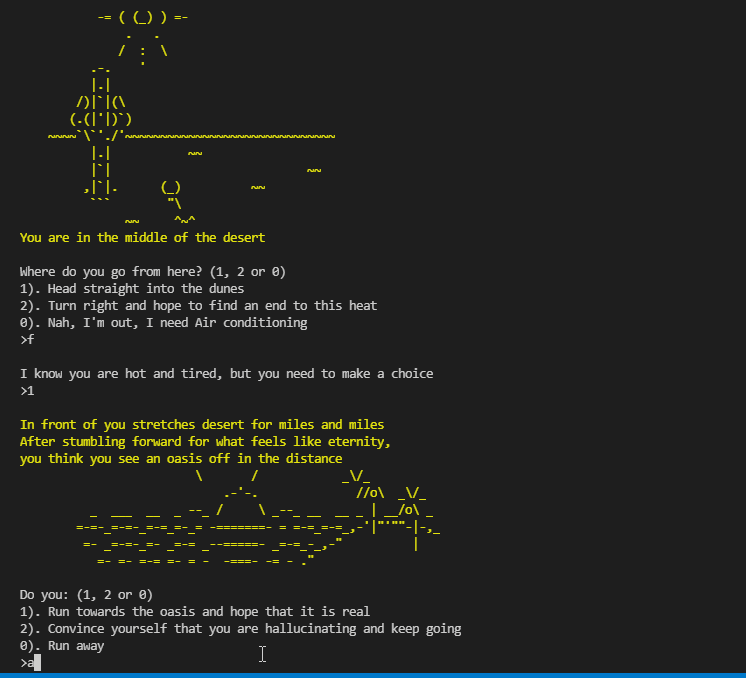 You are in the middle of the desert
Where do you go from here? (1, 2 or 0)
1). Head straight into the dunes
2). Turn right and hope to find an end to this heat
0). Nah, I'm out, I need Air conditioning
>f
I know you are hot and tired, but you need to make a choice
>1
In front of you stretches desert for miles and miles
After stumbling forward for what feels like eternity,
you think you see an oasis off in the distance
Do you: (1, 2 or 0)
1). Run towards the oasis and hope that it is real
2). Convince yourself that you are hallucinating and keep going
0). Run away
>a